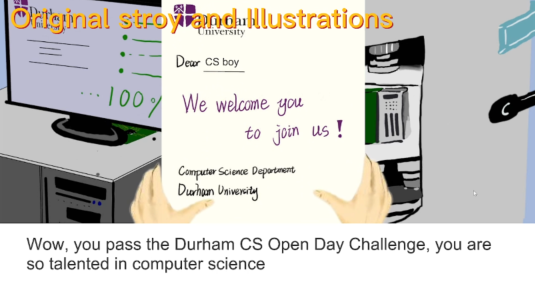 Original stroy and Illustrations
Durham
University
Dear CS boy
100%
We welcome you
to join us!
Computer Science Department
Durham University
Wow, you pass the Durham CS Open Day Challenge, you are
so talented in computer science